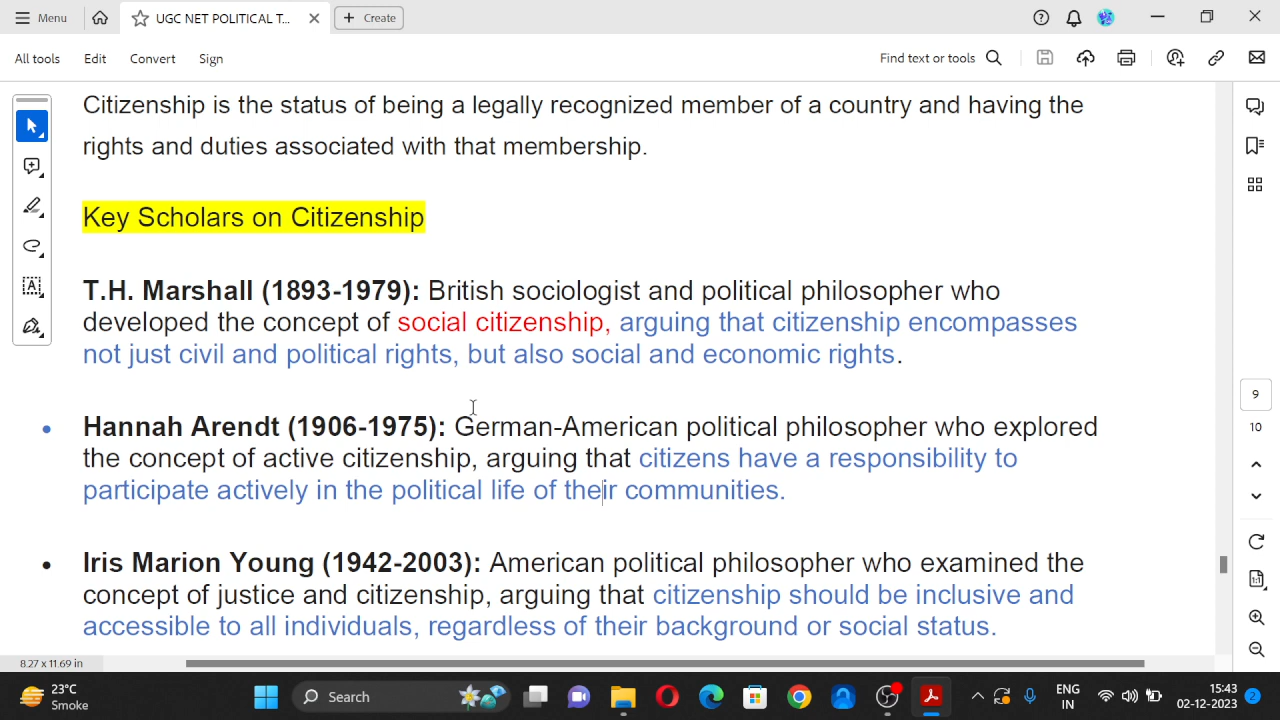 Menu
UGC NET POLITICAL T...
Create
All tools
Edit
Convert
Sign
Find text or tools
Citizenship is the status of being a legally recognized member of a country and having the
rights and duties associated with that membership.
Key Scholars on Citizenship
T.H. Marshall (1893-1979): British sociologist and political philosopher who
developed the concept of social citizenship, arguing that citizenship encompasses
not just civil and political rights, but also social and economic rights.
• Hannah Arendt (1906-1975): German-American political philosopher who explored
the concept of active citizenship, arguing that citizens have a responsibility to
participate actively in the political life of their communities.
• Iris Marion Young (1942-2003): American political philosopher who examined the
concept of justice and citizenship, arguing that citizenship should be inclusive and
accessible to all individuals, regardless of their background or social status.
9
10
1:1
8.27 x 11.69 in
23°C
Smoke
Search
ENG
IN
15:43
02-12-2023
2